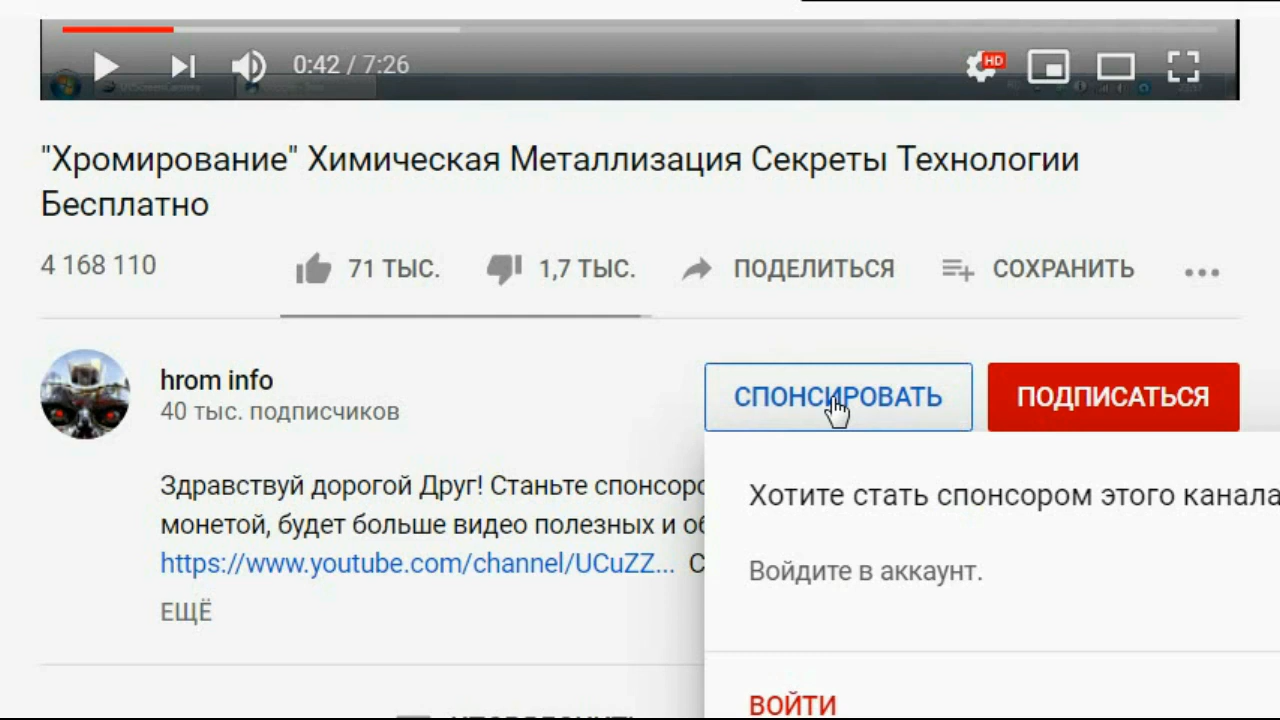 0:42 / 7:26
HD
"Хромирование" Химическая Металлизация Секреты Технологии
Бесплатно
4 168 110
71 ТЫС.
1,7 ТЫС.
ПОДЕЛИТЬСЯ
СОХРАНИТЬ
hrom info
40 тыс. подписчиков
СПОНСИРОВАТЬ
ПОДПИСАТЬСЯ
Здравствуй дорогой Друг! Станьте спонсоро
монетой, будет больше видео полезных и об
https://www.youtube.com/channel/UCuZZ... С
ЕЩЁ
Хотите стать спонсором этого канала
Войдите в аккаунт.
ВОЙТИ